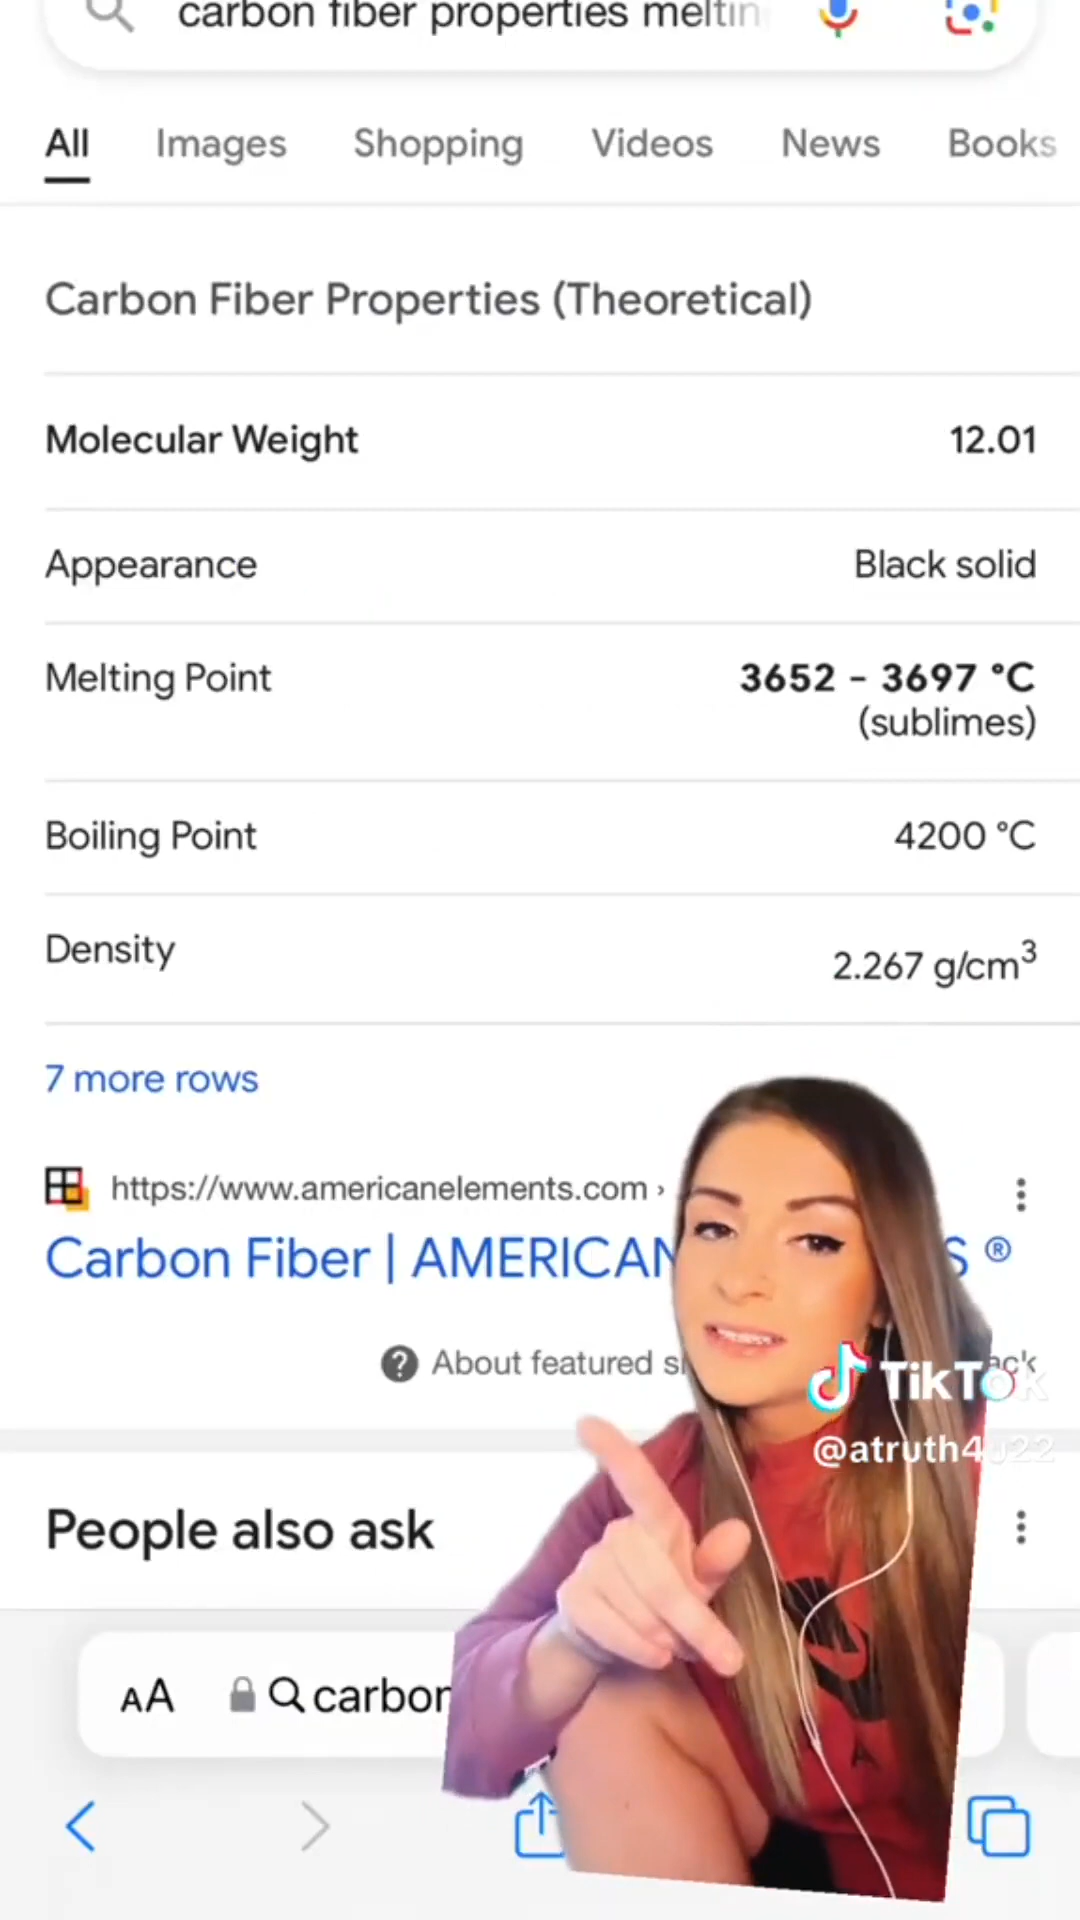 carbon fiber properties meltin
All Images Shopping Videos News Books
Carbon Fiber Properties (Theoretical)
Molecular Weight 12.01
Appearance Black solid
Melting Point 3652 – 3697 °C
(sublimes)
Boiling Point 4200 °C
Density 2.267 g/cm³
7 more rows
https://www.americanelements.com ›
Carbon Fiber | AMERICAN S ®
About featured
TikTok
@atruth4u22
People also ask
AA carbon